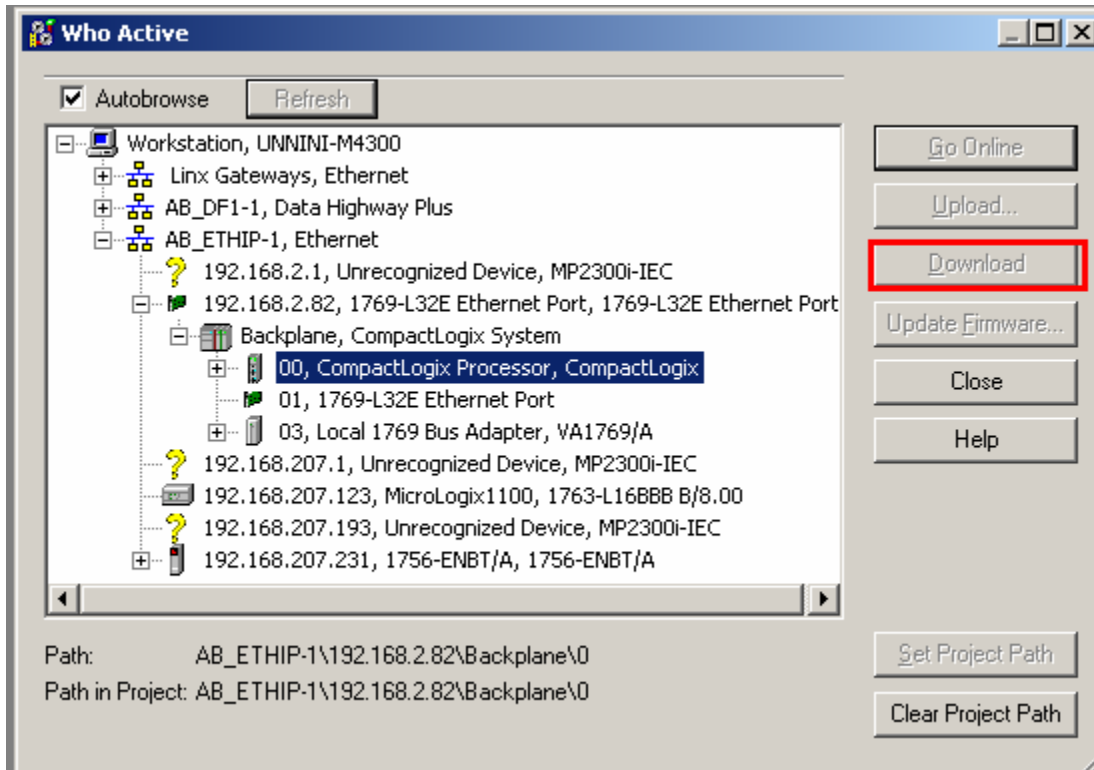 Who Active
Autobrowse
Refresh
Workstation, UNNINI-M4300
Linx Gateways, Ethernet
AB_DF1-1, Data Highway Plus
AB_ETHIP-1, Ethernet
192.168.2.1, Unrecognized Device, MP2300i-IEC
192.168.2.82, 1769-L32E Ethernet Port, 1769-L32E Ethernet Port
Backplane, CompactLogix System
00, CompactLogix Processor, CompactLogix
01, 1769-L32E Ethernet Port
03, Local 1769 Bus Adapter, VA1769/A
192.168.207.1, Unrecognized Device, MP2300i-IEC
192.168.207.123, MicroLogix1100, 1763-L16BBB B/8.00
192.168.207.193, Unrecognized Device, MP2300i-IEC
192.168.207.231, 1756-ENBT/A, 1756-ENBT/A
Go Online
Upload...
Download
Update Firmware...
Close
Help
Path: AB_ETHIP-1\192.168.2.82\Backplane\0
Path in Project: AB_ETHIP-1\192.168.2.82\Backplane\0
Set Project Path
Clear Project Path